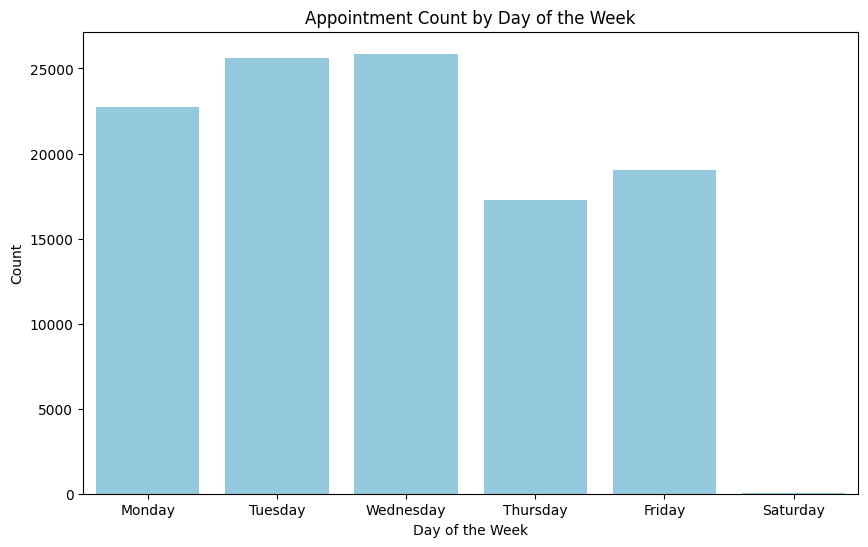 Appointment Count by Day of the Week
25000
20000
15000
10000
5000
0
Count
Monday Tuesday Wednesday Thursday Friday Saturday
Day of the Week